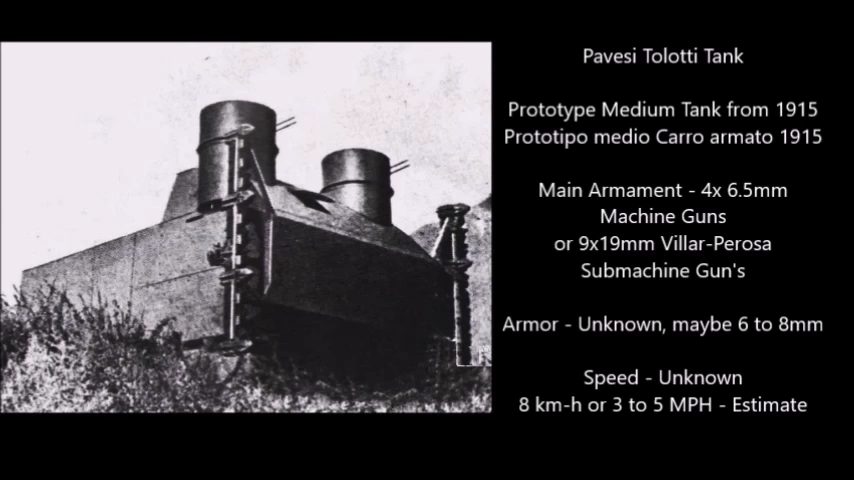 Pavesi Tolotti Tank
Prototype Medium Tank from 1915
Prototipo medio Carro armato 1915
Main Armament - 4x 6.5mm
Machine Guns
or 9x19mm Villar-Perosa
Submachine Gun's
Armor - Unknown, maybe 6 to 8mm
Speed - Unknown
8 km-h or 3 to 5 MPH - Estimate